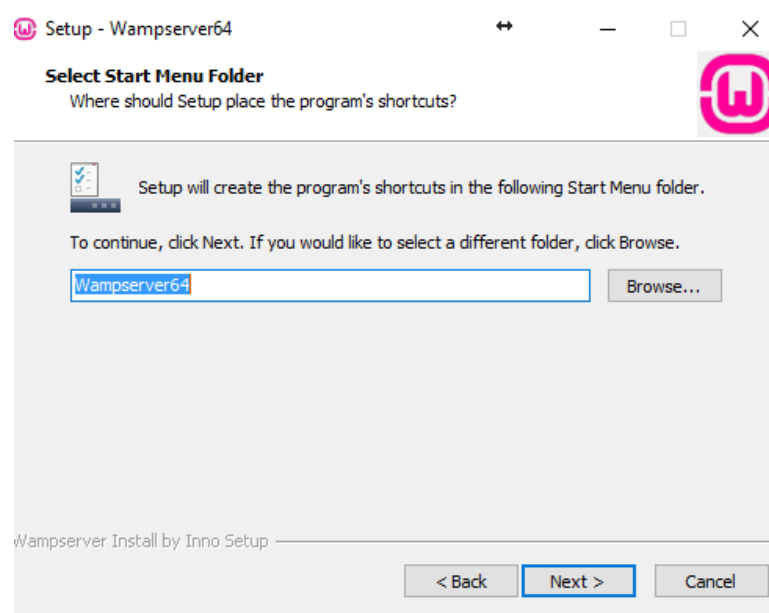 Setup - Wampserver64
Select Start Menu Folder
Where should Setup place the program's shortcuts?
Setup will create the program's shortcuts in the following Start Menu folder.
To continue, click Next. If you would like to select a different folder, click Browse.
Wampserver64
Browse...
Wampserver Install by Inno Setup
< Back
Next >
Cancel